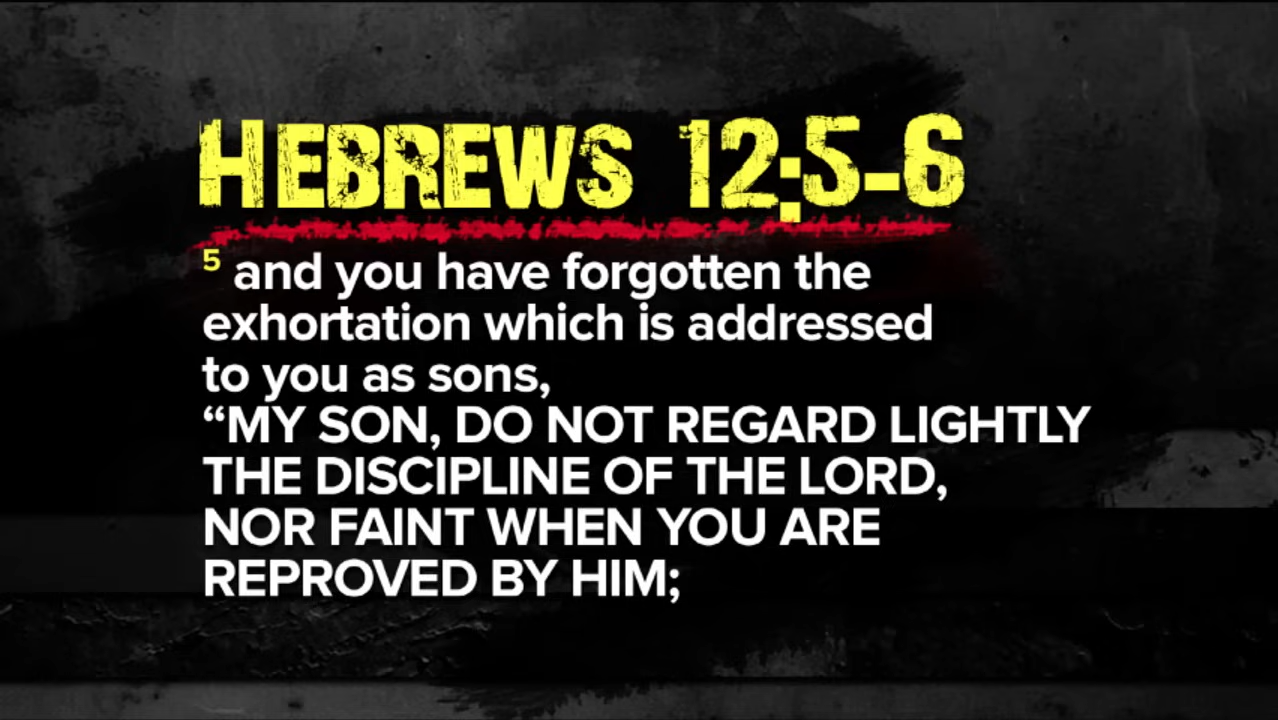 HEBREWS 12:5-6
5 and you have forgotten the
exhortation which is addressed
to you as sons,
“MY SON, DO NOT REGARD LIGHTLY
THE DISCIPLINE OF THE LORD,
NOR FAINT WHEN YOU ARE
REPROVED BY HIM;